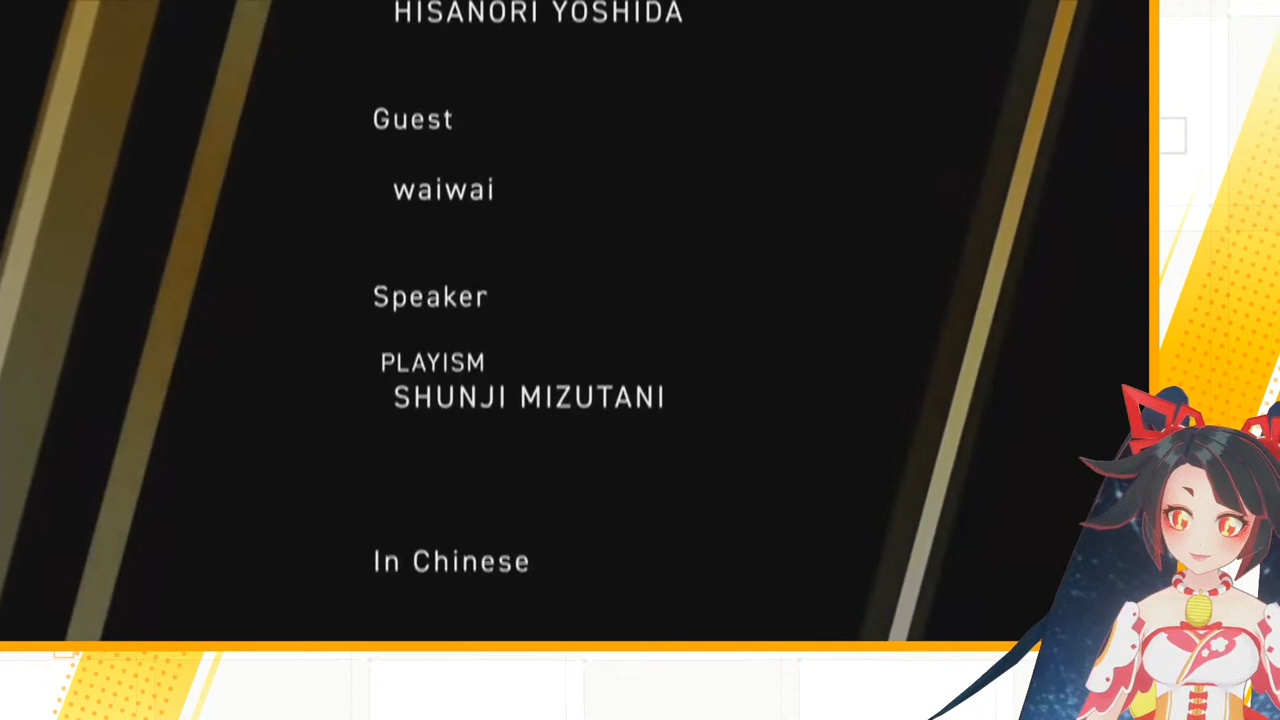 HISANORI YOSHIDA
Guest
waiwai
Speaker
PLAYISM
SHUNJI MIZUTANI
In Chinese